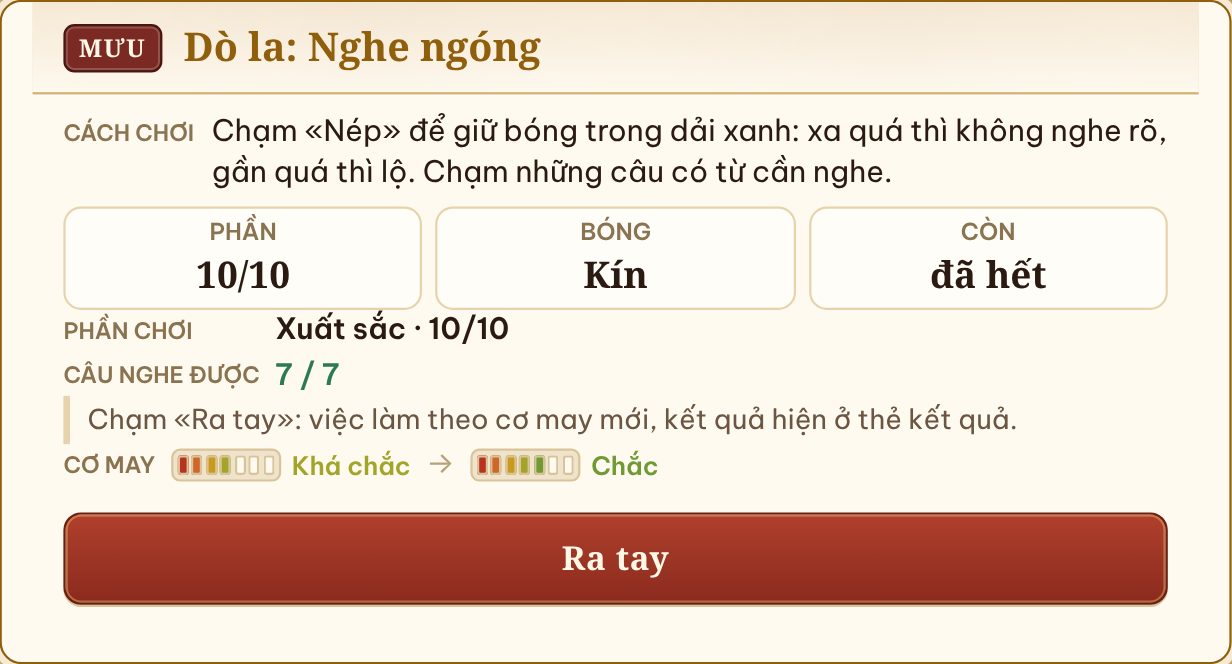 MƯU Dò la: Nghe ngóng
CÁCH CHƠI Chạm «Nép» để giữ bóng trong dải xanh: xa quá thì không nghe rõ,
gần quá thì lộ. Chạm những câu có từ cần nghe.
PHẦN BÓNG CÒN
10/10 Kín đã hết
PHẦN CHƠI Xuất sắc · 10/10
CÂU NGHE ĐƯỢC 7 / 7
Chạm «Ra tay»: việc làm theo cơ may mới, kết quả hiện ở thẻ kết quả.
CƠ MAY Khá chắc → Chắc
Ra tay